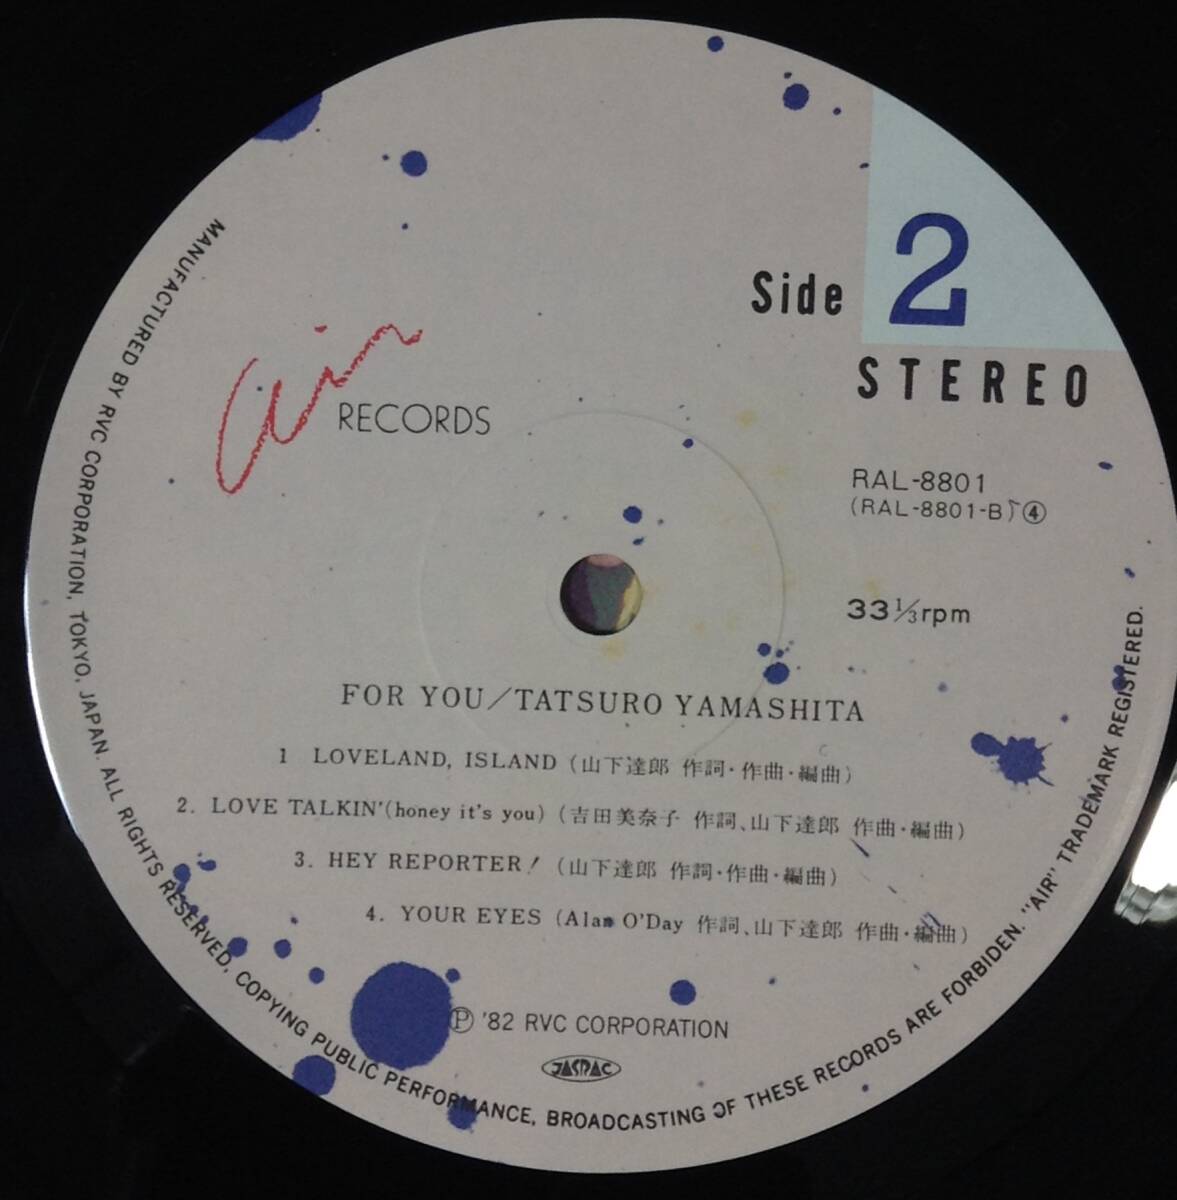 Side 2
STEREO
air
RECORDS
RAL-8801
(RAL-8801-B) ④
33 1/3 rpm
FOR YOU/TATSURO YAMASHITA
1 LOVELAND, ISLAND (山下達郎 作詞・作曲・編曲)
2. LOVE TALKIN' (honey it's you) (吉田美奈子 作詞、山下達郎 作曲・編曲)
3. HEY REPORTER! (山下達郎 作詞・作曲・編曲)
4. YOUR EYES (Alan O'Day 作詞、山下達郎 作曲・編曲)
Ⓟ '82 RVC CORPORATION
JASRAC
MANUFACTURED BY RVC CORPORATION, TOKYO, JAPAN. ALL RIGHTS RESERVED, COPYING PUBLIC PERFORMANCE, BROADCASTING OF THESE RECORDS ARE FORBIDEN. "AIR" TRADEMARK REGISTERED.